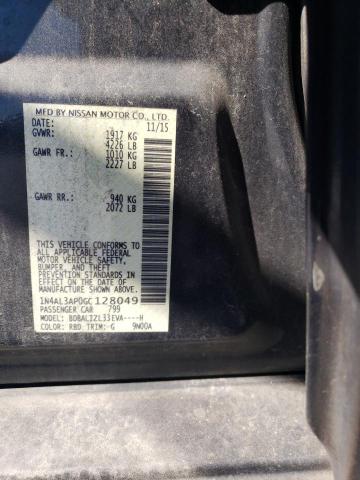 MFD BY NISSAN MOTOR CO., LTD.
DATE: 11/15
GVWR: 1917 KG
4226 LB
GAWR FR: 1010 KG
2227 LB
GAWR RR: 940 KG
2072 LB
THIS VEHICLE CONFORMS TO
ALL APPLICABLE FEDERAL
MOTOR VEHICLE SAFETY,
BUMPER, AND THEFT
PREVENTION STANDARDS IN
EFFECT ON THE DATE OF
MANUFACTURE SHOWN ABOVE.
1N4AL3AP0GC128049
PASSENGER CAR 799
MODEL: BDBALIZL33EVA----H
COLOR: RBD TRIM: G 9N00A